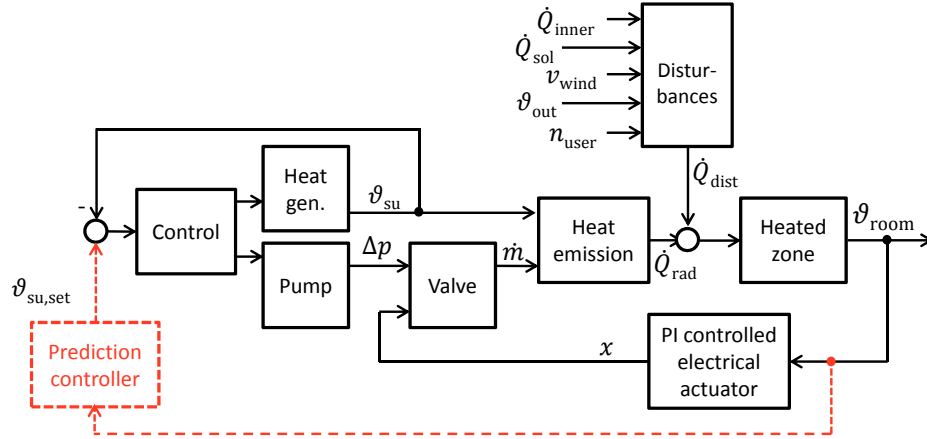 Q̇inner
Q̇sol
vwind
ϑout
nuser
Distur-
bances
Q̇dist
-
Control
Heat
gen.
ϑsu
Pump
Δp
Valve
ṁ
Heat
emission
Q̇rad
Heated
zone
ϑroom
ϑsu,set
Prediction
controller
x
PI controlled
electrical
actuator